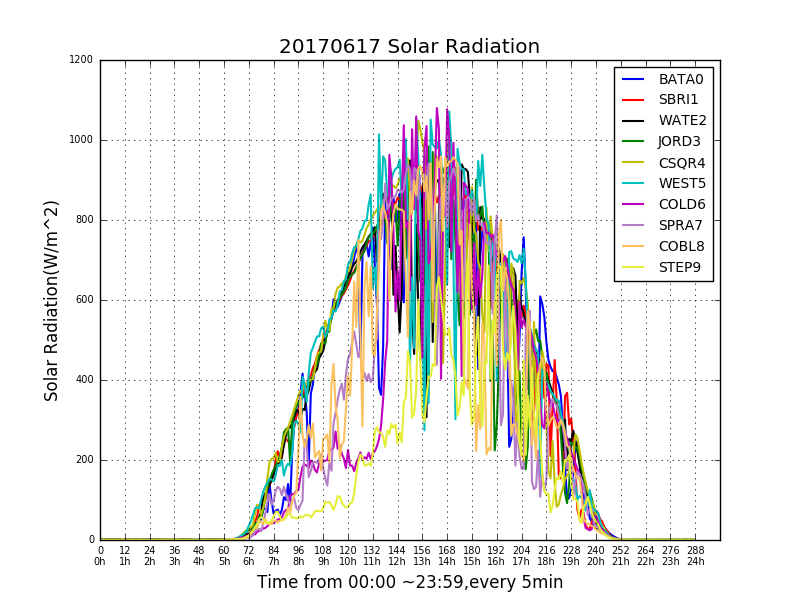 20170617 Solar Radiation
1200
1000
800
600
400
200
0
Solar Radiation(W/m^2)
BATA0
SBRI1
WATE2
JORD3
CSQR4
WEST5
COLD6
SPRA7
COBL8
STEP9
0 12 24 36 48 60 72 84 96 108 120 132 144 156 168 180 192 204 216 228 240 252 264 276 288
0h 1h 2h 3h 4h 5h 6h 7h 8h 9h 10h 11h 12h 13h 14h 15h 16h 17h 18h 19h 20h 21h 22h 23h 24h
Time from 00:00 ~23:59,every 5min